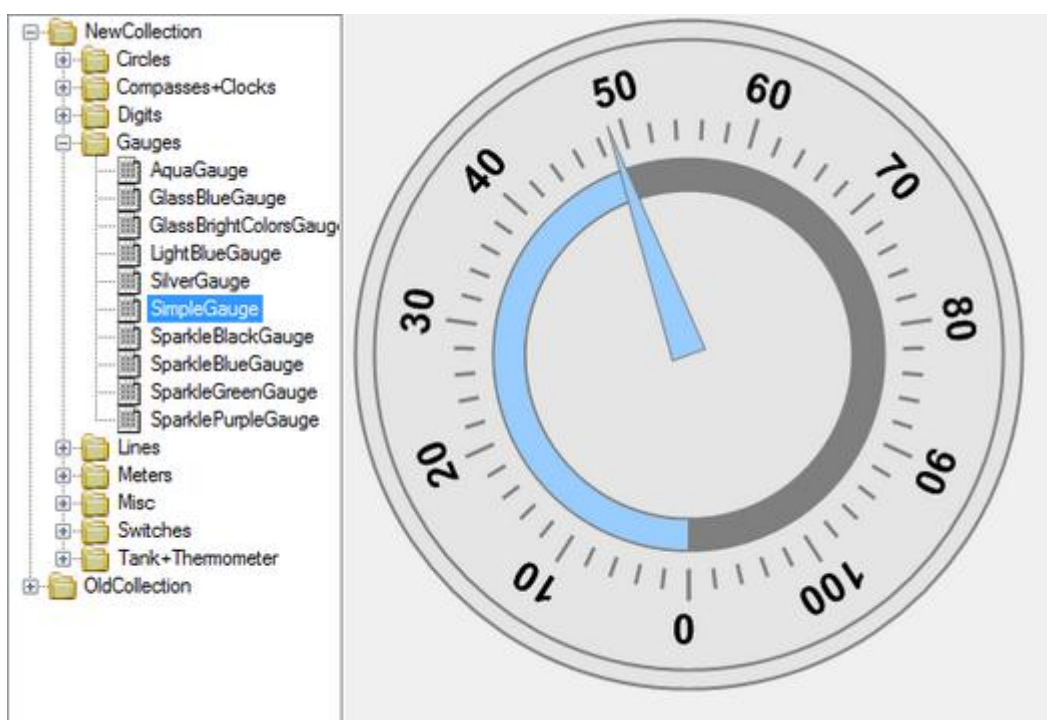 NewCollection
Circles
Compasses+Clocks
Digits
Gauges
AquaGauge
GlassBlueGauge
GlassBrightColorsGaug
LightBlueGauge
SilverGauge
SimpleGauge
SparkleBlackGauge
SparkleBlueGauge
SparkleGreenGauge
SparklePurpleGauge
Lines
Meters
Misc
Switches
Tank+Thermometer
OldCollection
0
10
20
30
40
50
60
70
80
90
100